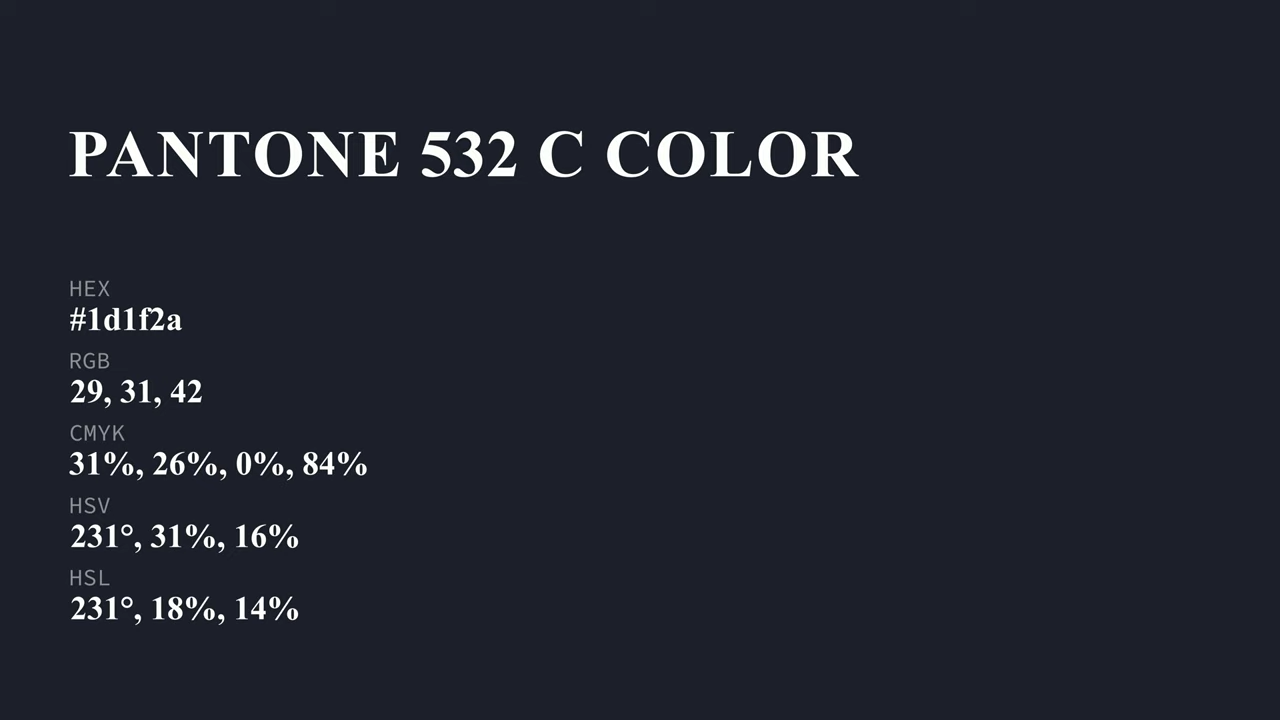 PANTONE 532 C COLOR
HEX
#1d1f2a
RGB
29, 31, 42
CMYK
31%, 26%, 0%, 84%
HSV
231°, 31%, 16%
HSL
231°, 18%, 14%